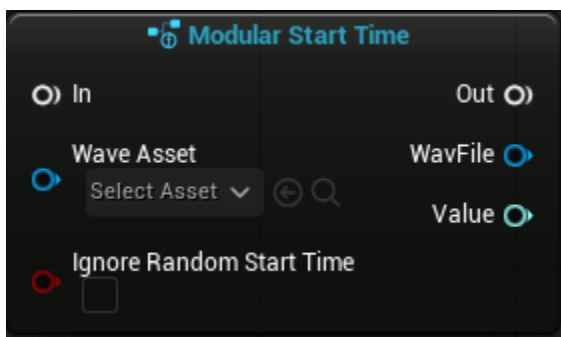 Modular Start Time
In
Out
Wave Asset
WavFile
Select Asset
Value
Ignore Random Start Time